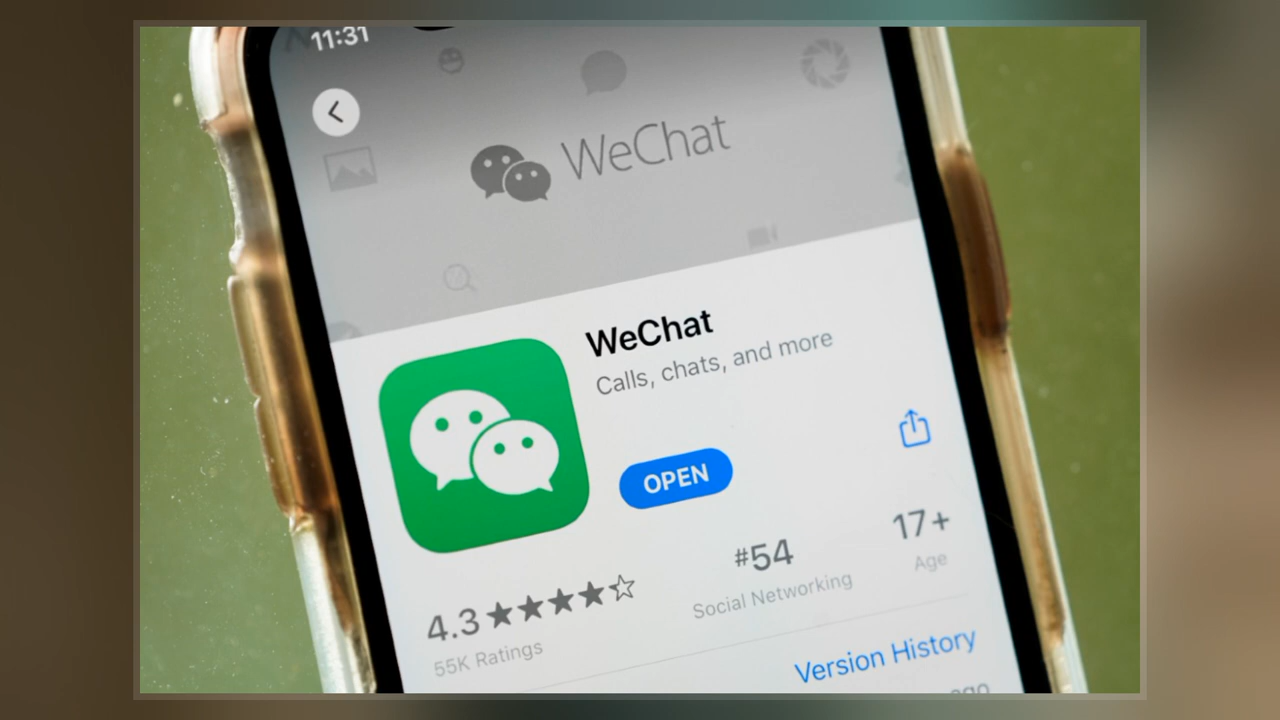 11:31
WeChat
WeChat
Calls, chats, and more
OPEN
4.3
55K Ratings
#54
Social Networking
17+
Age
Version History
ago